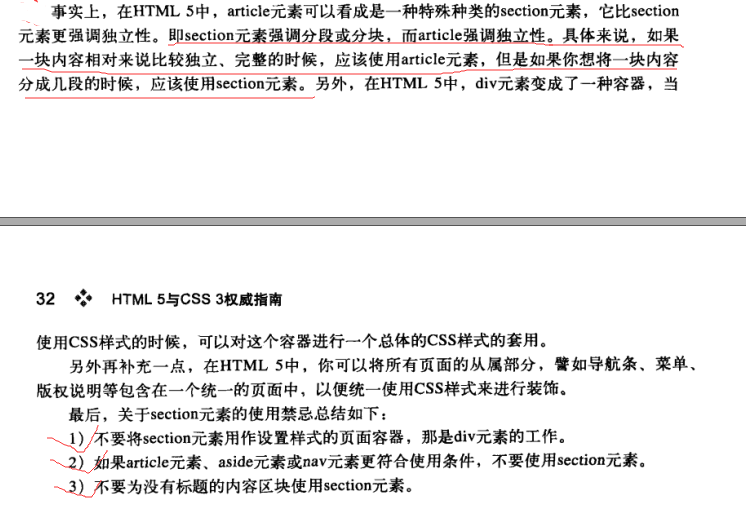 事实上，在HTML 5中，article元素可以看成是一种特殊种类的section元素，它比section
元素更强调独立性。即section元素强调分段或分块，而article强调独立性。具体来说，如果
一块内容相对来说比较独立、完整的时候，应该使用article元素，但是如果你想将一块内容
分成几段的时候，应该使用section元素。另外，在HTML 5中，div元素变成了一种容器，当
32 HTML 5与CSS 3权威指南
使用CSS样式的时候，可以对这个容器进行一个总体的CSS样式的套用。
另外再补充一点，在HTML 5中，你可以将所有页面的从属部分，譬如导航条、菜单、
版权说明等包含在一个统一的页面中，以便统一使用CSS样式来进行装饰。
最后，关于section元素的使用禁忌总结如下：
1）不要将section元素用作设置样式的页面容器，那是div元素的工作。
2）如果article元素、aside元素或nav元素更符合使用条件，不要使用section元素。
3）不要为没有标题的内容区块使用section元素。